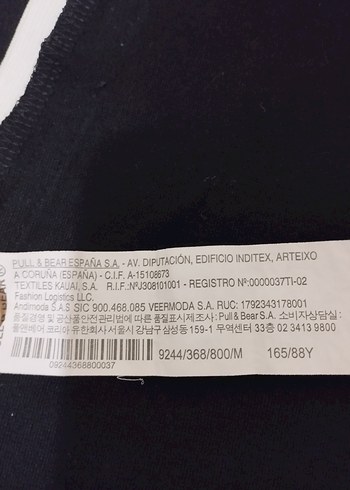 PULL & BEAR ESPAÑA S.A. - AV. DIPUTACIÓN, EDIFICIO INDITEX, ARTEIXO
A CORUÑA (ESPAÑA) - C.I.F. A-15108673
TEXTILES KAUAI, S.A. R.I.F.:NºJ308101001 - REGISTRO Nº:0000037TI-02
Fashion Logistics LLC,
Andimoda S.A.S SIC 900.468.085 VEERMODA S.A. RUC: 1792343178001
품질경영 및 공산품안전관리법에 따른 품질표시제조사: Pull & Bear S.A. 소비자상담실:
풀앤베어 코리아 유한회사 서울시 강남구 삼성동 159-1 무역센터 33층 02 3413 9800
9244/368/800/M 165/88Y
09244368800037